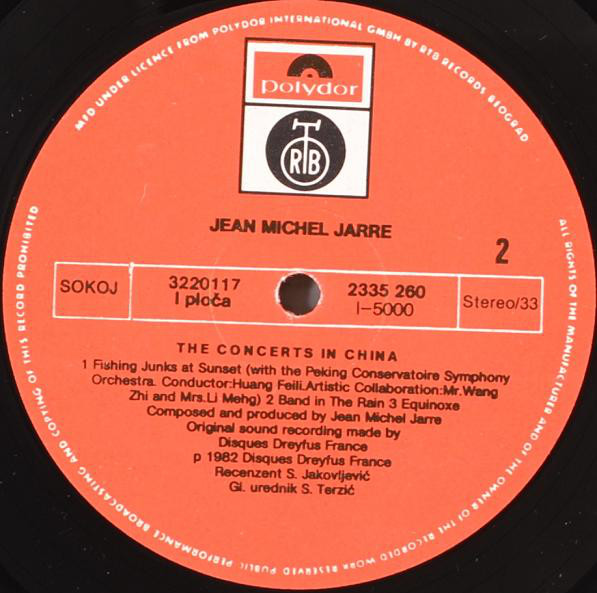 MFD UNDER LICENCE FROM POLYDOR INTERNATIONAL GMBH BY RTB RECORDS BEOGRAD
polydor
RTB
JEAN MICHEL JARRE
2
SOKOJ
3220117
I ploča
2335 260
I-5000
Stereo/33
THE CONCERTS IN CHINA
1 Fishing Junks at Sunset (with the Peking Conservatoire Symphony
Orchestra. Conductor:Huang Feili.Artistic Collaboration:Mr.Wang
Zhi and Mrs.Li Mehg) 2 Band in The Rain 3 Equinoxe
Composed and produced by Jean Michel Jarre
Original sound recording made by
Disques Dreyfus France
p 1982 Disques Dreyfus France
Recenzent S. Jakovljević
Gl. urednik S. Terzić
ALL RIGHTS OF THE MANUFACTURER AND OF THE OWNER OF THE RECORDED WORK RESERVED PUBLIC PERFORMANCE BROADCASTING AND COPYING OF THIS RECORD PROHIBITED